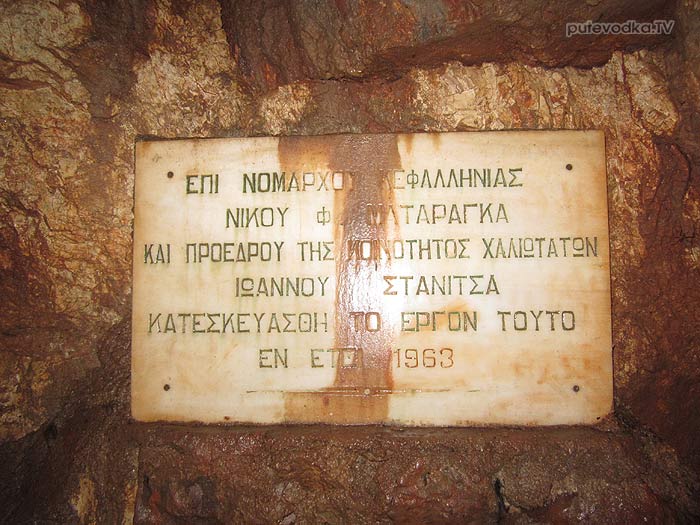 putevodka.TV
ΕΠΙ ΝΟΜΑΡΧΟΥ ΚΕΦΑΛΛΗΝΙΑΣ
ΝΙΚΟΥ Φ. ΜΑΤΑΡΑΓΚΑ
ΚΑΙ ΠΡΟΕΔΡΟΥ ΤΗΣ ΚΟΙΝΟΤΗΤΟΣ ΧΑΛΙΩΤΑΤΩΝ
ΙΩΑΝΝΟΥ ΣΤΑΝΙΤΣΑ
ΚΑΤΕΣΚΕΥΑΣΘΗ ΤΟ ΕΡΓΟΝ ΤΟΥΤΟ
ΕΝ ΕΤΕΙ 1963